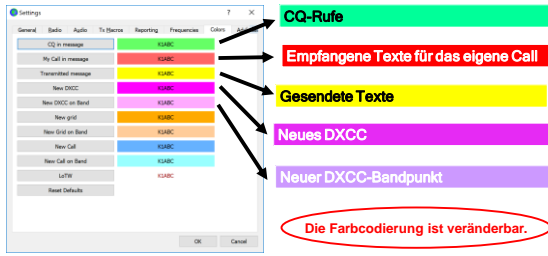 Settings
? ×
General Radio Audio Tx Macros Reporting Frequencies Colors
CQ in message K1ABC
My Call in message K1ABC
Transmitted message K1ABC
New DXCC K1ABC
New DXCC on Band K1ABC
New grid K1ABC
New Grid on Band K1ABC
New Call K1ABC
New Call on Band K1ABC
LoTW K1ABC
Reset Defaults
OK Cancel
CQ-Rufe
Empfangene Texte für das eigene Call
Gesendete Texte
Neues DXCC
Neuer DXCC-Bandpunkt
Die Farbcodierung ist veränderbar.